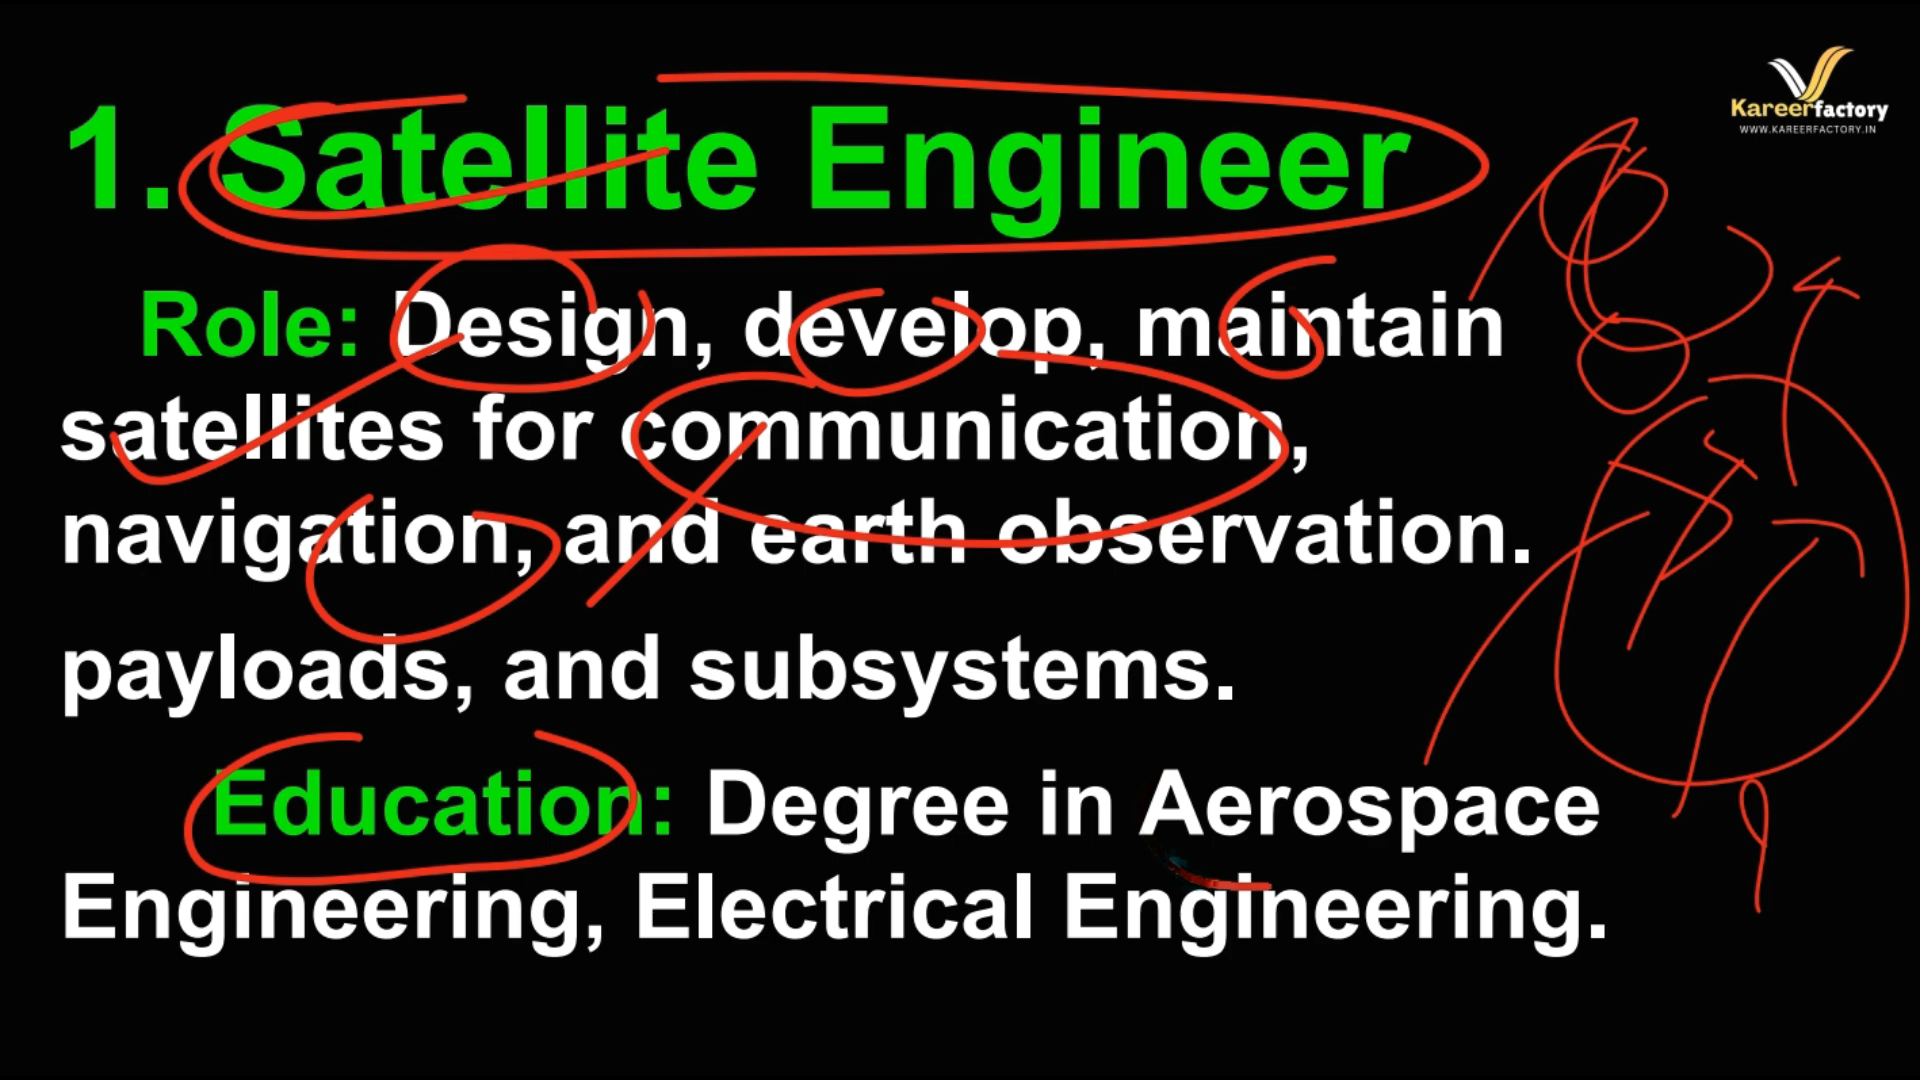 Kareerfactory
WWW.KAREERFACTORY.IN
1. Satellite Engineer
Role: Design, develop, maintain
satellites for communication,
navigation, and earth observation.
payloads, and subsystems.
Education: Degree in Aerospace
Engineering, Electrical Engineering.